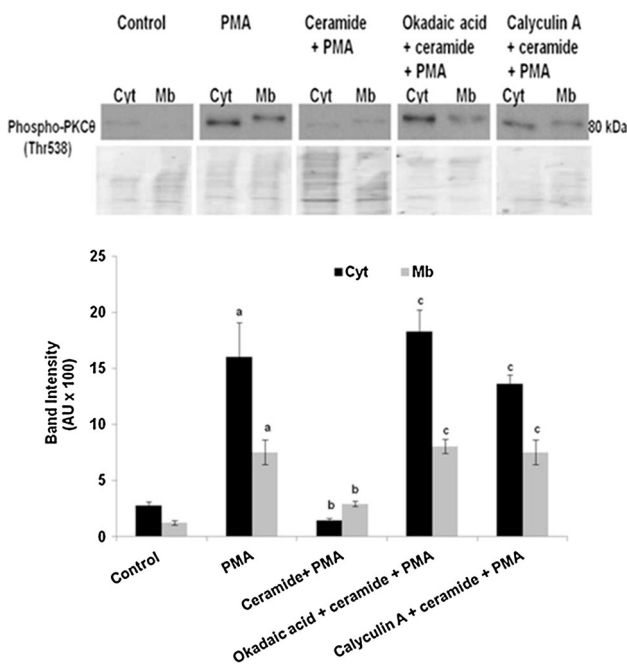 Control PMA Ceramide + PMA Okadaic acid + ceramide + PMA Calyculin A + ceramide + PMA
Cyt Mb Cyt Mb Cyt Mb Cyt Mb Cyt Mb
Phospho-PKCθ (Thr538)
80 kDa
Band Intensity
(AU x 100)
25
20
15
10
5
0
Cyt Mb
a
a
b
b
c
c
c
c
Control
PMA
Ceramide+ PMA
Okadaic acid + ceramide + PMA
Calyculin A + ceramide + PMA